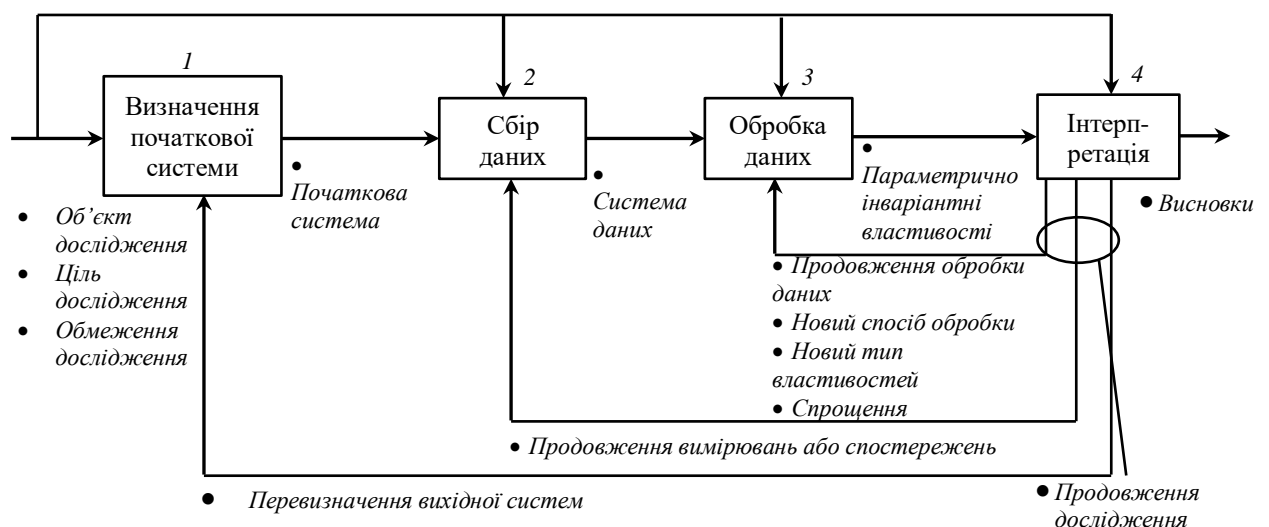 1
Визначення
початкової
системи
2
Збір
даних
3
Обробка
даних
4
Інтерп-
ретація
• Початкова
система
• Система
даних
• Параметрично
інваріантні
властивості
• Висновки
• Об’єкт
дослідження
• Ціль
дослідження
• Обмеження
дослідження
• Продовження обробки
даних
• Новий спосіб обробки
• Новий тип
властивостей
• Спрощення
• Продовження вимірювань або спостережень
• Перевизначення вихідної систем
• Продовження
дослідження